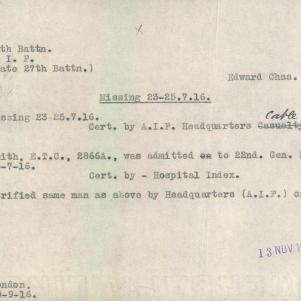 th Battn.
I. F.
ate 27th Battn.)
Edward Chas.
Missing 23-25.7.16.
ssing 23-25.7.16.
Cable
Cert. by A.I.F. Headquarters Casualty
ith, E.T.C., 2866A., was admitted on to 22nd. Gen.
-7-16.
Cert. by - Hospital Index.
erified same man as above by Headquarters (A.I.F.) o
13 NOV 1
ondon.
-9-16.